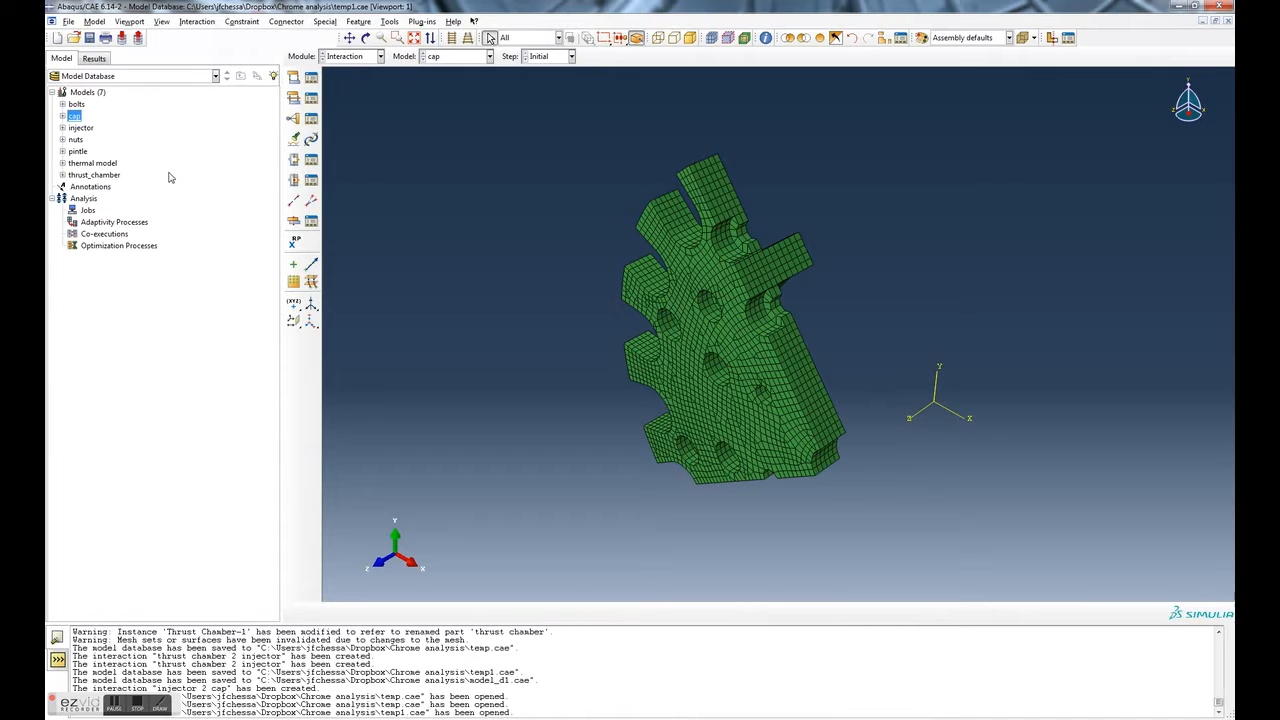 Abaqus/CAE 6.14-2 - Model Database: C:\Users\jfchessa\Dropbox\Chrome analysis\temp1.cae [Viewport: 1]
File Model Viewport View Interaction Constraint Connector Special Feature Tools Plug-ins Help
All
Assembly defaults
Model Results
Module: Interaction Model: cap Step: Initial
Model Database
Models (7)
bolts
cap
injector
nuts
pintle
thermal model
thrust_chamber
Annotations
Analysis
Jobs
Adaptivity Processes
Co-executions
Optimization Processes
RP
X
(XYZ)
Y
Z X
Y
Z X
SIMULIA
Warning: Instance 'Thrust Chamber-1' has been modified to refer to renamed part 'thrust chamber'.
Warning: Mesh sets or surfaces have been invalidated due to changes to the mesh.
The model database has been saved to "C:\Users\jfchessa\Dropbox\Chrome analysis\temp.cae".
The interaction "thrust chamber 2 injector" has been created.
The interaction "thrust chamber 2 injector" has been created.
The model database has been saved to "C:\Users\jfchessa\Dropbox\Chrome analysis\temp1.cae".
The model database has been saved to "C:\Users\jfchessa\Dropbox\Chrome analysis\model_d1.cae".
The interaction "injector 2 cap" has been created.
\Users\jfchessa\Dropbox\Chrome analysis\temp.cae" has been opened.
\Users\jfchessa\Dropbox\Chrome analysis\temp.cae" has been opened.
\Users\jfchessa\Dropbox\Chrome analysis\temp1.cae" has been opened.
ezvid
RECORDER
PAUSE STOP DRAW